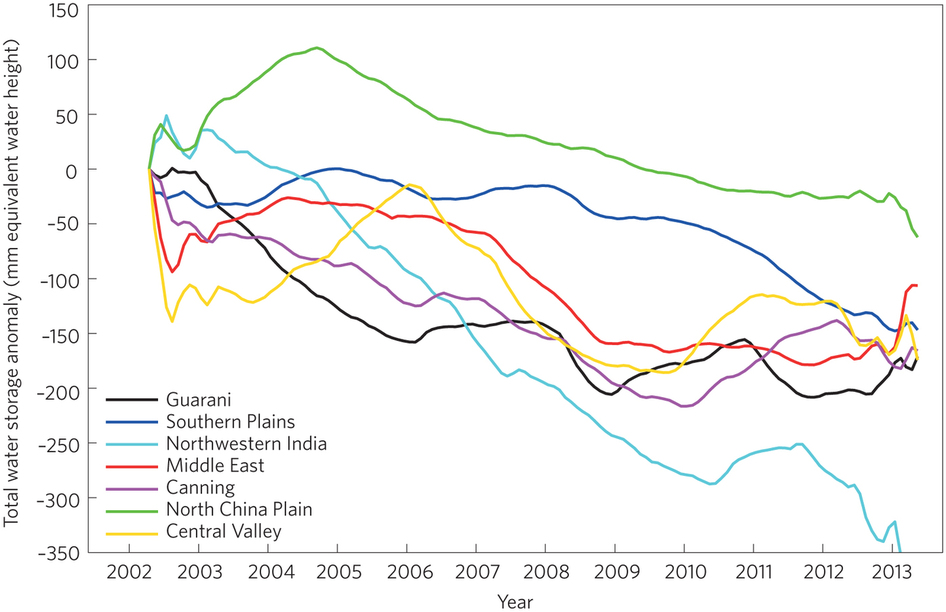 Total water storage anomaly (mm equivalent water height)
150
100
50
0
–50
–100
–150
–200
–250
–300
–350
Guarani
Southern Plains
Northwestern India
Middle East
Canning
North China Plain
Central Valley
2002 2003 2004 2005 2006 2007 2008 2009 2010 2011 2012 2013
Year